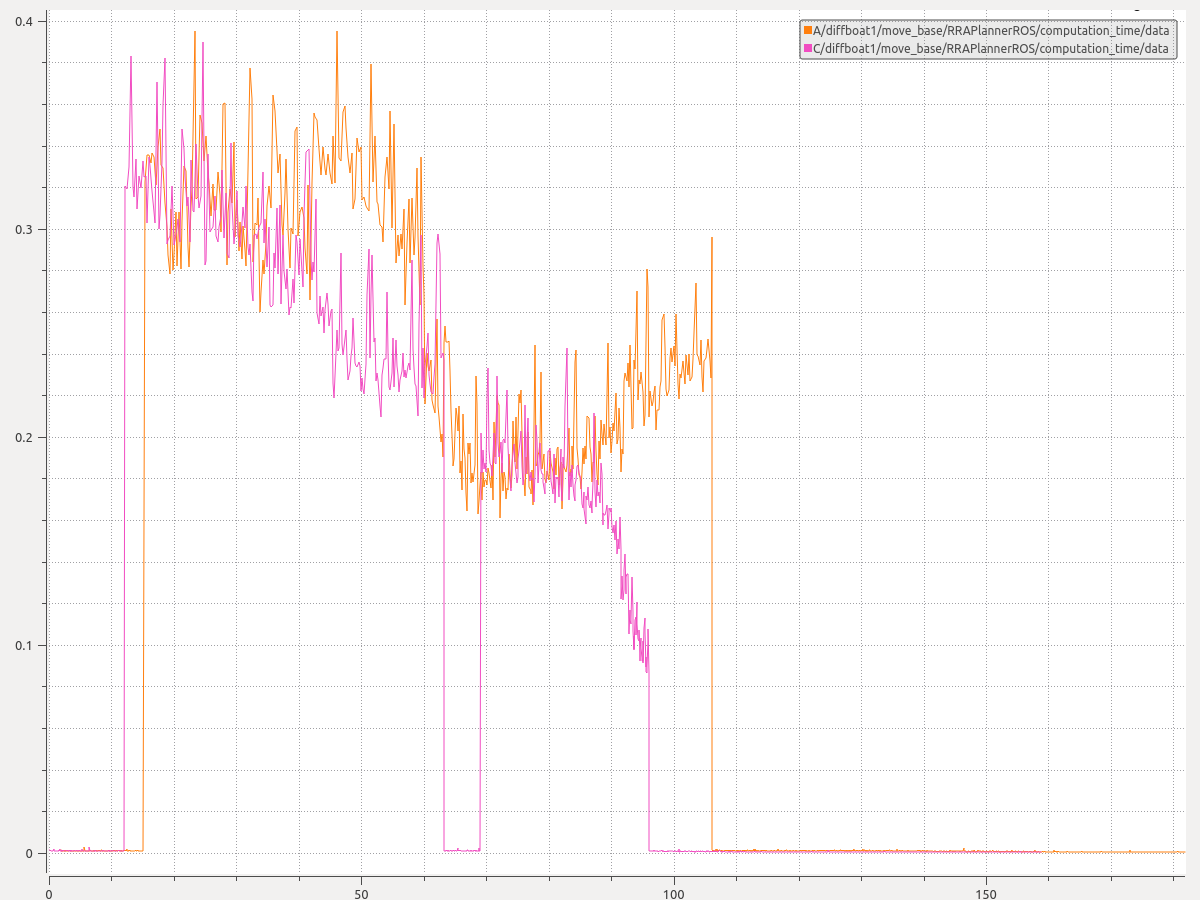 0.4
A/diffboat1/move_base/RRAPlannerROS/computation_time/data
C/diffboat1/move_base/RRAPlannerROS/computation_time/data
0.3
0.2
0.1
0
0 50 100 150